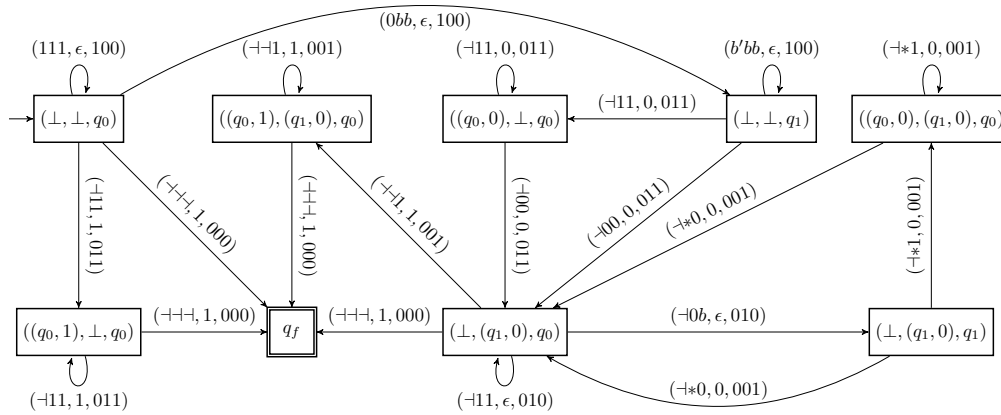 (0bb, ϵ, 100)
(111, ϵ, 100)
(⊣⊣1, 1, 001)
(⊣11, 0, 011)
(b′bb, ϵ, 100)
(⊣∗1, 0, 001)
(⊥, ⊥, q₀)
((q₀, 1), (q₁, 0), q₀)
((q₀, 0), ⊥, q₀)
(⊣11, 0, 011)
(⊥, ⊥, q₁)
((q₀, 0), (q₁, 0), q₀)
(⊣11, 1, 011)
(⊣⊣⊣, 1, 000)
(⊣⊣⊣, 1, 000)
(⊣⊣1, 1, 001)
(⊣00, 0, 011)
(⊣00, 0, 011)
(⊣∗0, 0, 001)
(⊣∗1, 0, 001)
((q₀, 1), ⊥, q₀)
(⊣⊣⊣, 1, 000)
q_f
(⊣⊣⊣, 1, 000)
(⊥, (q₁, 0), q₀)
(⊣0b, ϵ, 010)
(⊥, (q₁, 0), q₁)
(⊣11, 1, 011)
(⊣11, ϵ, 010)
(⊣∗0, 0, 001)